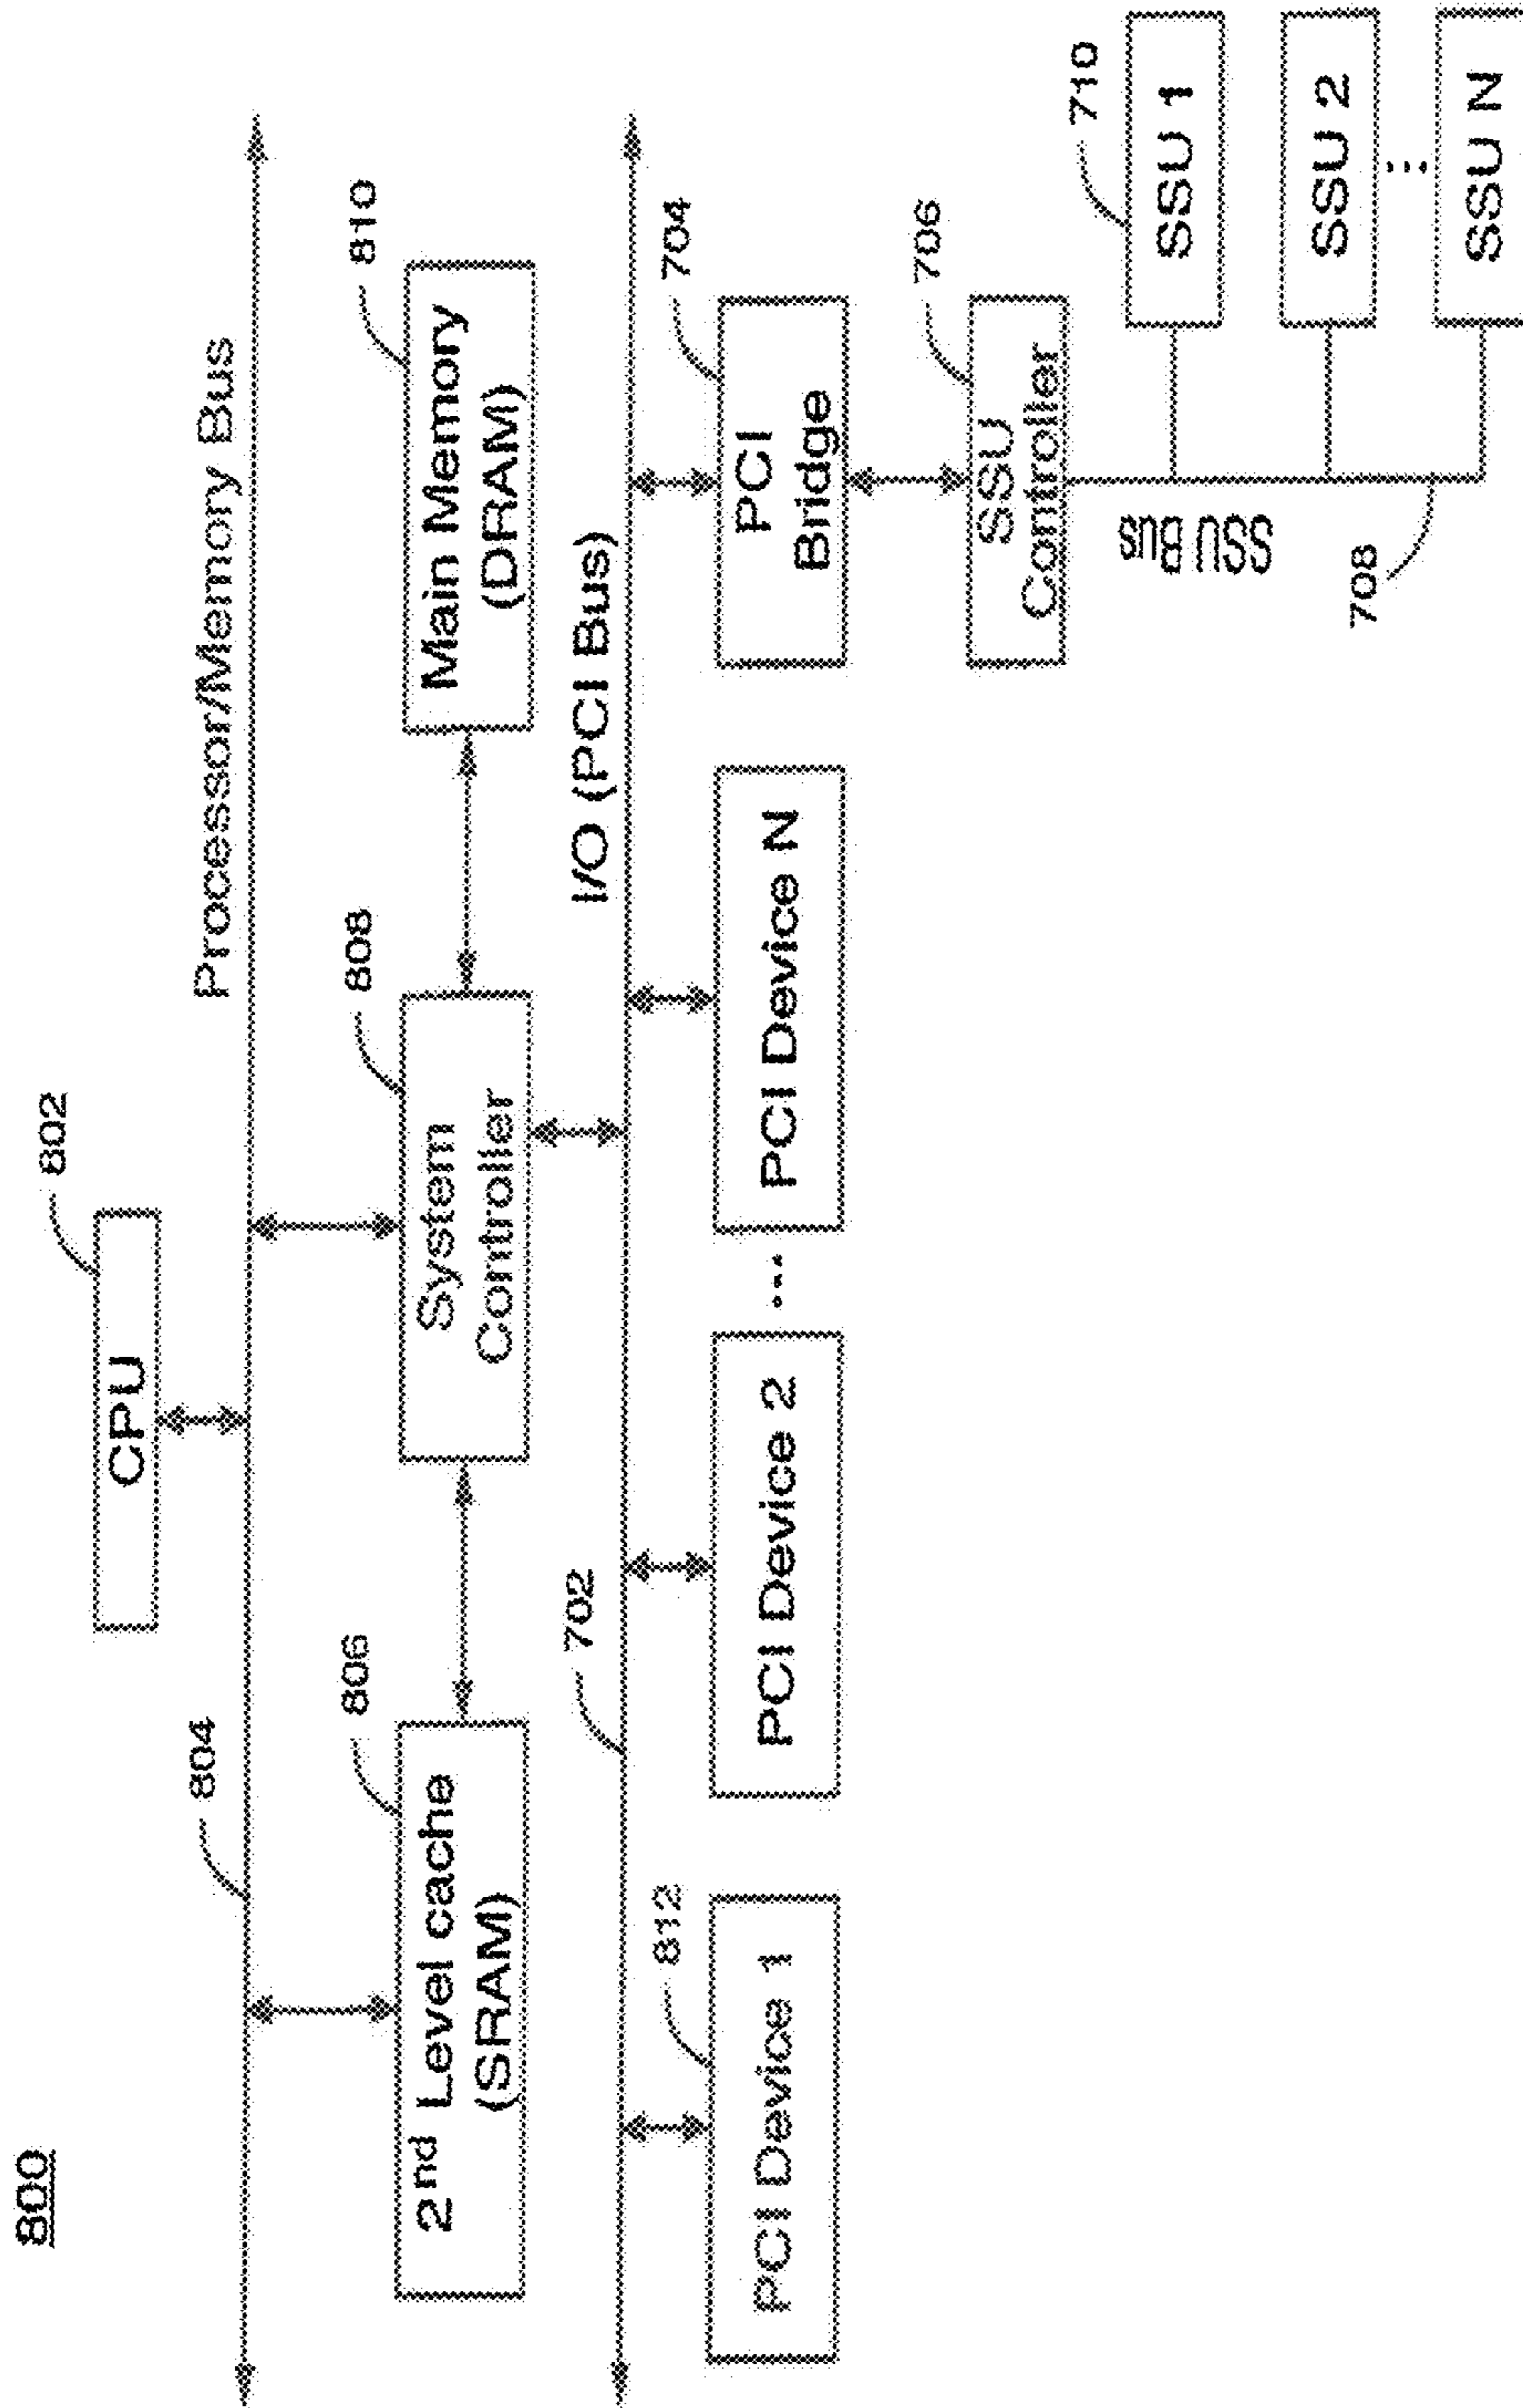 800
802
CPU
804
Processor/Memory Bus
806
808
810
2nd Level cache
(SRAM)
System
Controller
Main Memory
(DRAM)
702
I/O (PCI Bus)
812
704
PCI Device 1
PCI Device 2
...
PCI Device N
PCI
Bridge
706
SSU
Controller
SSU Bus
708
710
SSU 1
SSU 2
...
SSU N